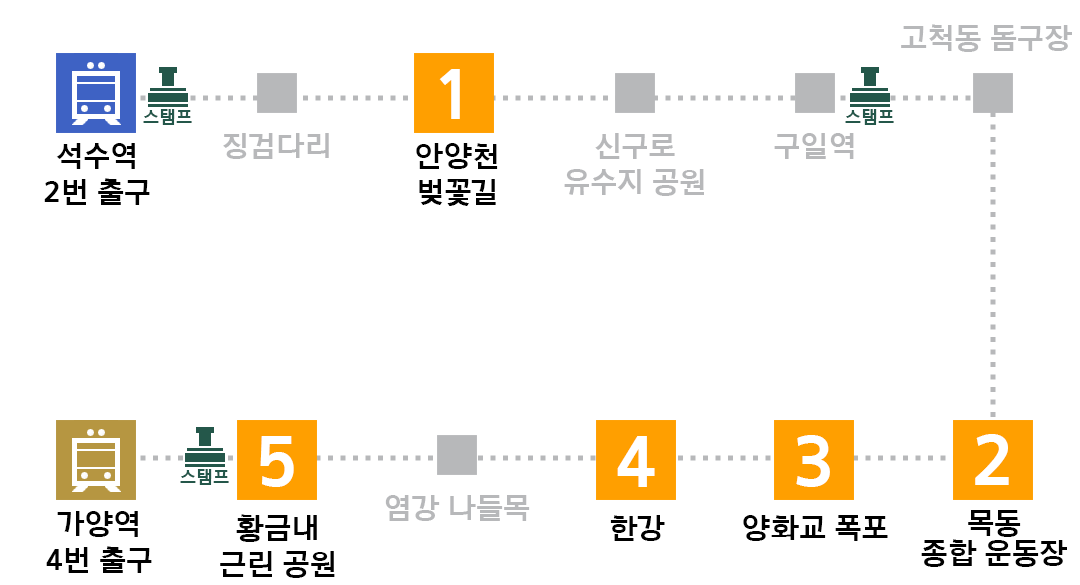 고척동 돔구장
1
스탬프
스탬프
징검다리
신구로
유수지 공원
구일역
석수역
2번 출구
안양천
벚꽃길
5
4
3
2
스탬프
염강 나들목
가양역
4번 출구
황금내
근린 공원
한강
양화교 폭포
목동
종합 운동장